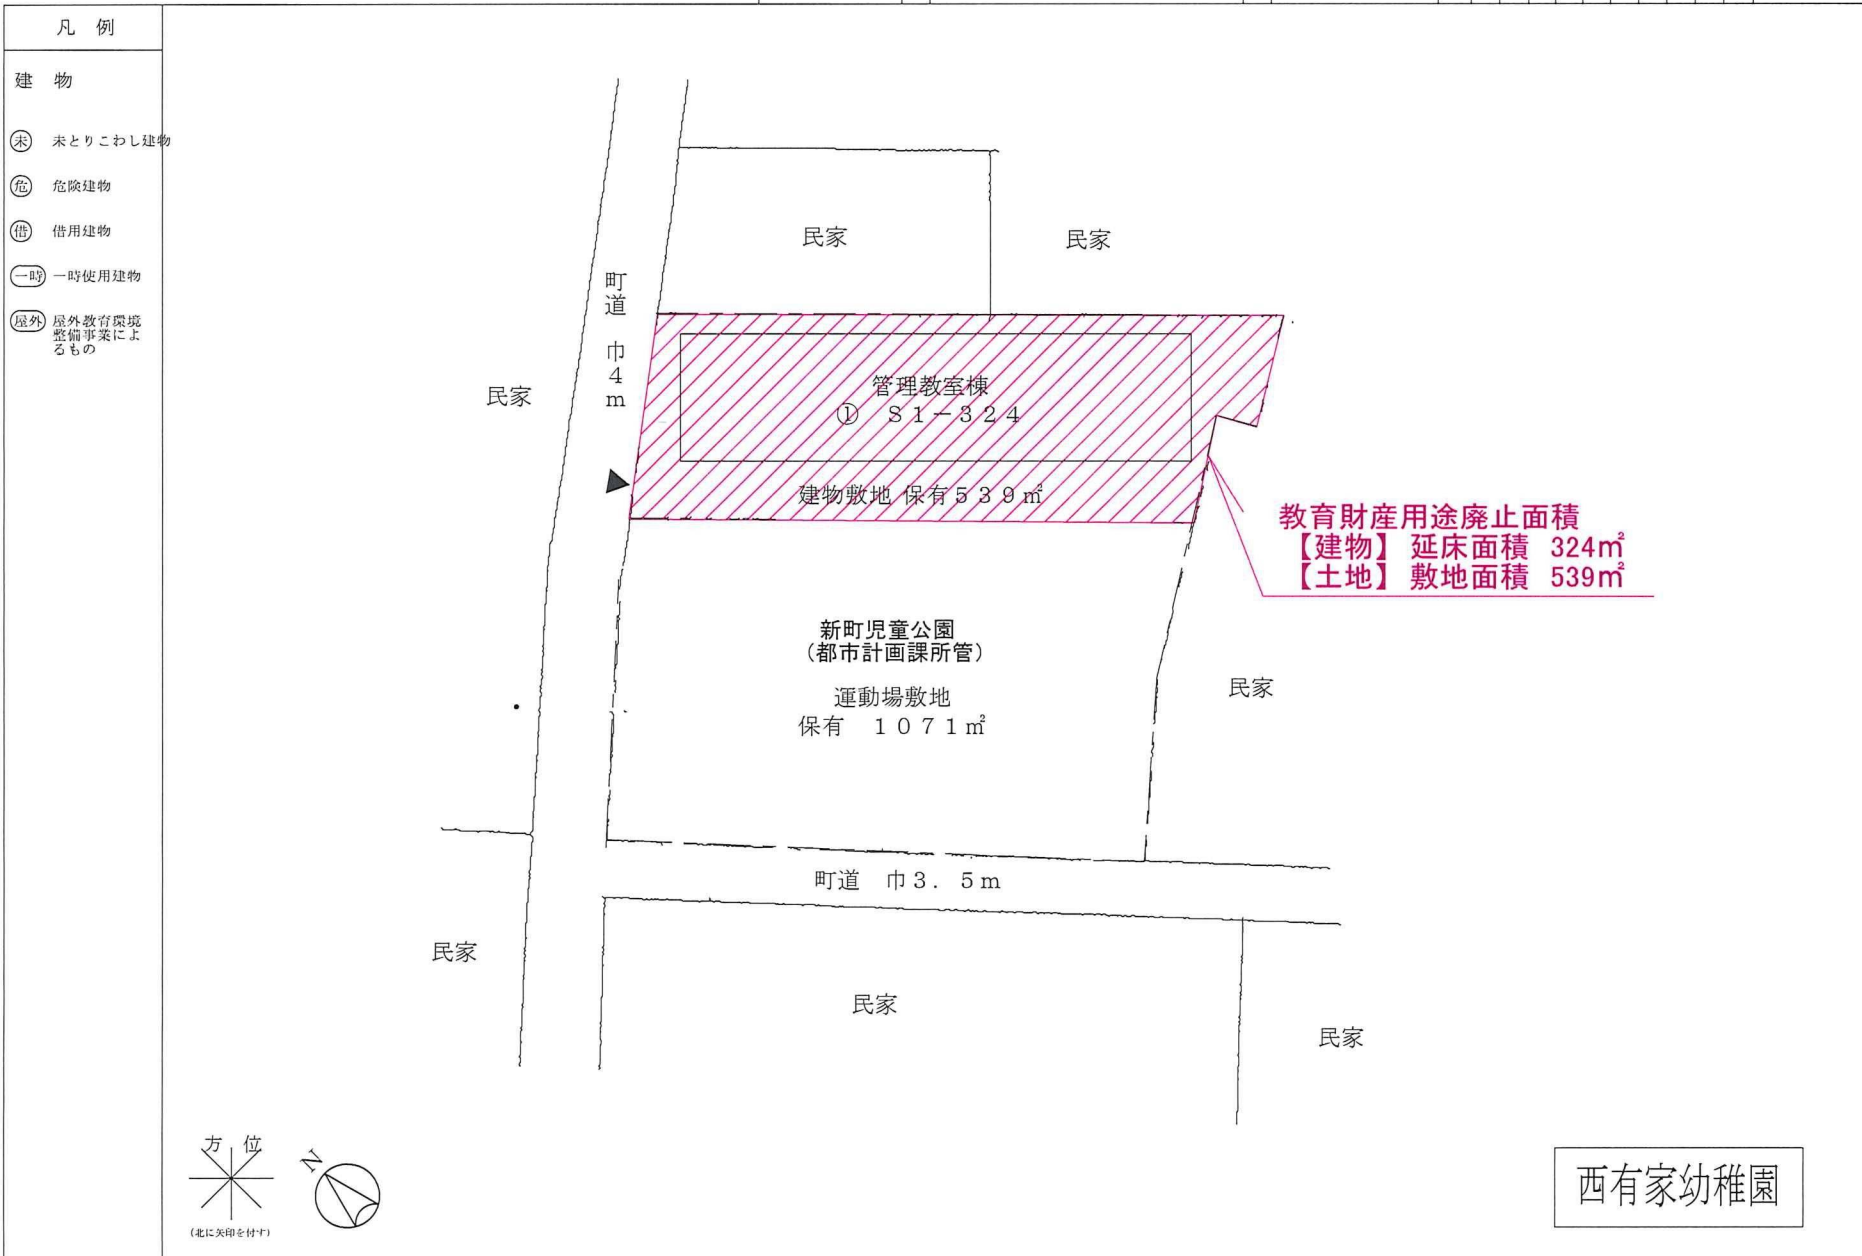 凡 例
建 物
未 未とりこわし建物
危 危険建物
借 借用建物
一時 一時使用建物
屋外 屋外教育環境
整備事業によ
るもの
民家
民家
町道 巾4m
民家
管理教室棟
① S1-324
建物敷地 保有539㎡
教育財産用途廃止面積
【建物】 延床面積 324㎡
【土地】 敷地面積 539㎡
新町児童公園
(都市計画課所管)
運動場敷地
保有 1071㎡
民家
町道 巾3.5m
民家
民家
民家
方 位
N
(北に矢印を付す)
西有家幼稚園